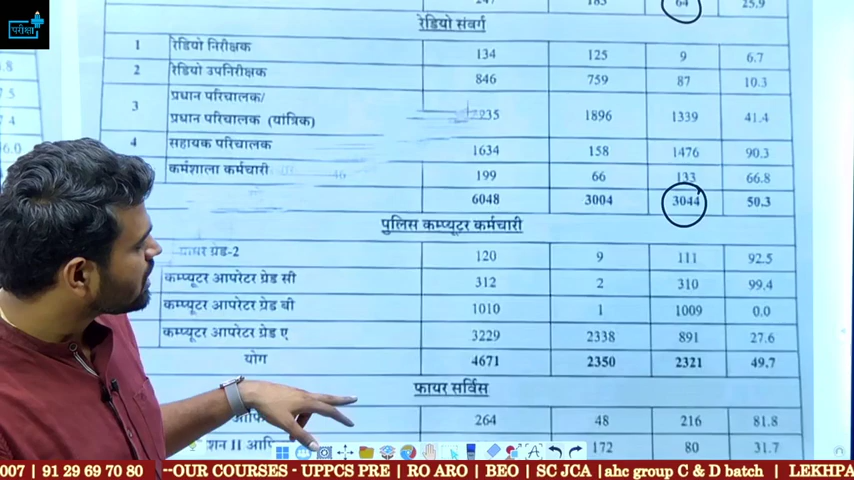 परीक्षा
247 183 64 25.9
रेडियो संवर्ग
1 रेडियो निरीक्षक 134 125 9 6.7
2 रेडियो उपनिरीक्षक 846 759 87 10.3
3 प्रधान परिचालक/
प्रधान परिचालक (यांत्रिक) 3235 1896 1339 41.4
4 सहायक परिचालक 1634 158 1476 90.3
कर्मशाला कर्मचारी 199 66 133 66.8
6048 3004 3044 50.3
पुलिस कम्प्यूटर कर्मचारी
ग्रेड-2 120 9 111 92.5
कम्प्यूटर आपरेटर ग्रेड सी 312 2 310 99.4
कम्प्यूटर आपरेटर ग्रेड बी 1010 1 1009 0.0
कम्प्यूटर आपरेटर ग्रेड ए 3229 2338 891 27.6
योग 4671 2350 2321 49.7
फायर सर्विस
264 48 216 81.8
172 80 31.7
007 | 91 29 69 70 80 --OUR COURSES - UPPCS PRE | RO ARO | BEO | SC JCA |ahc group C & D batch | LEKHPA